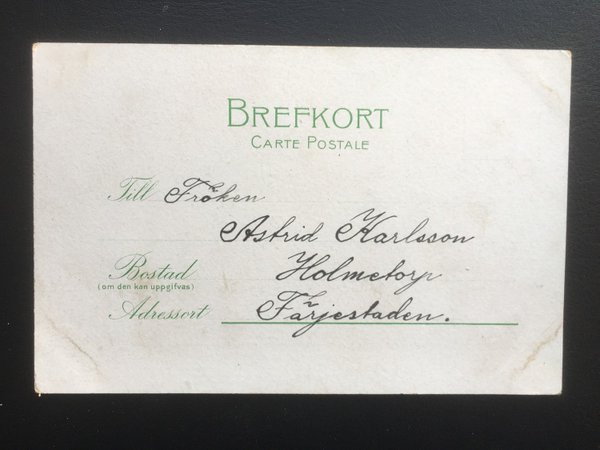 BREFKORT
CARTE POSTALE
Till Fröken
Astrid Karlsson
Bostad Holmetorp
(om den kan uppgifvas)
Adressort Färjestaden.